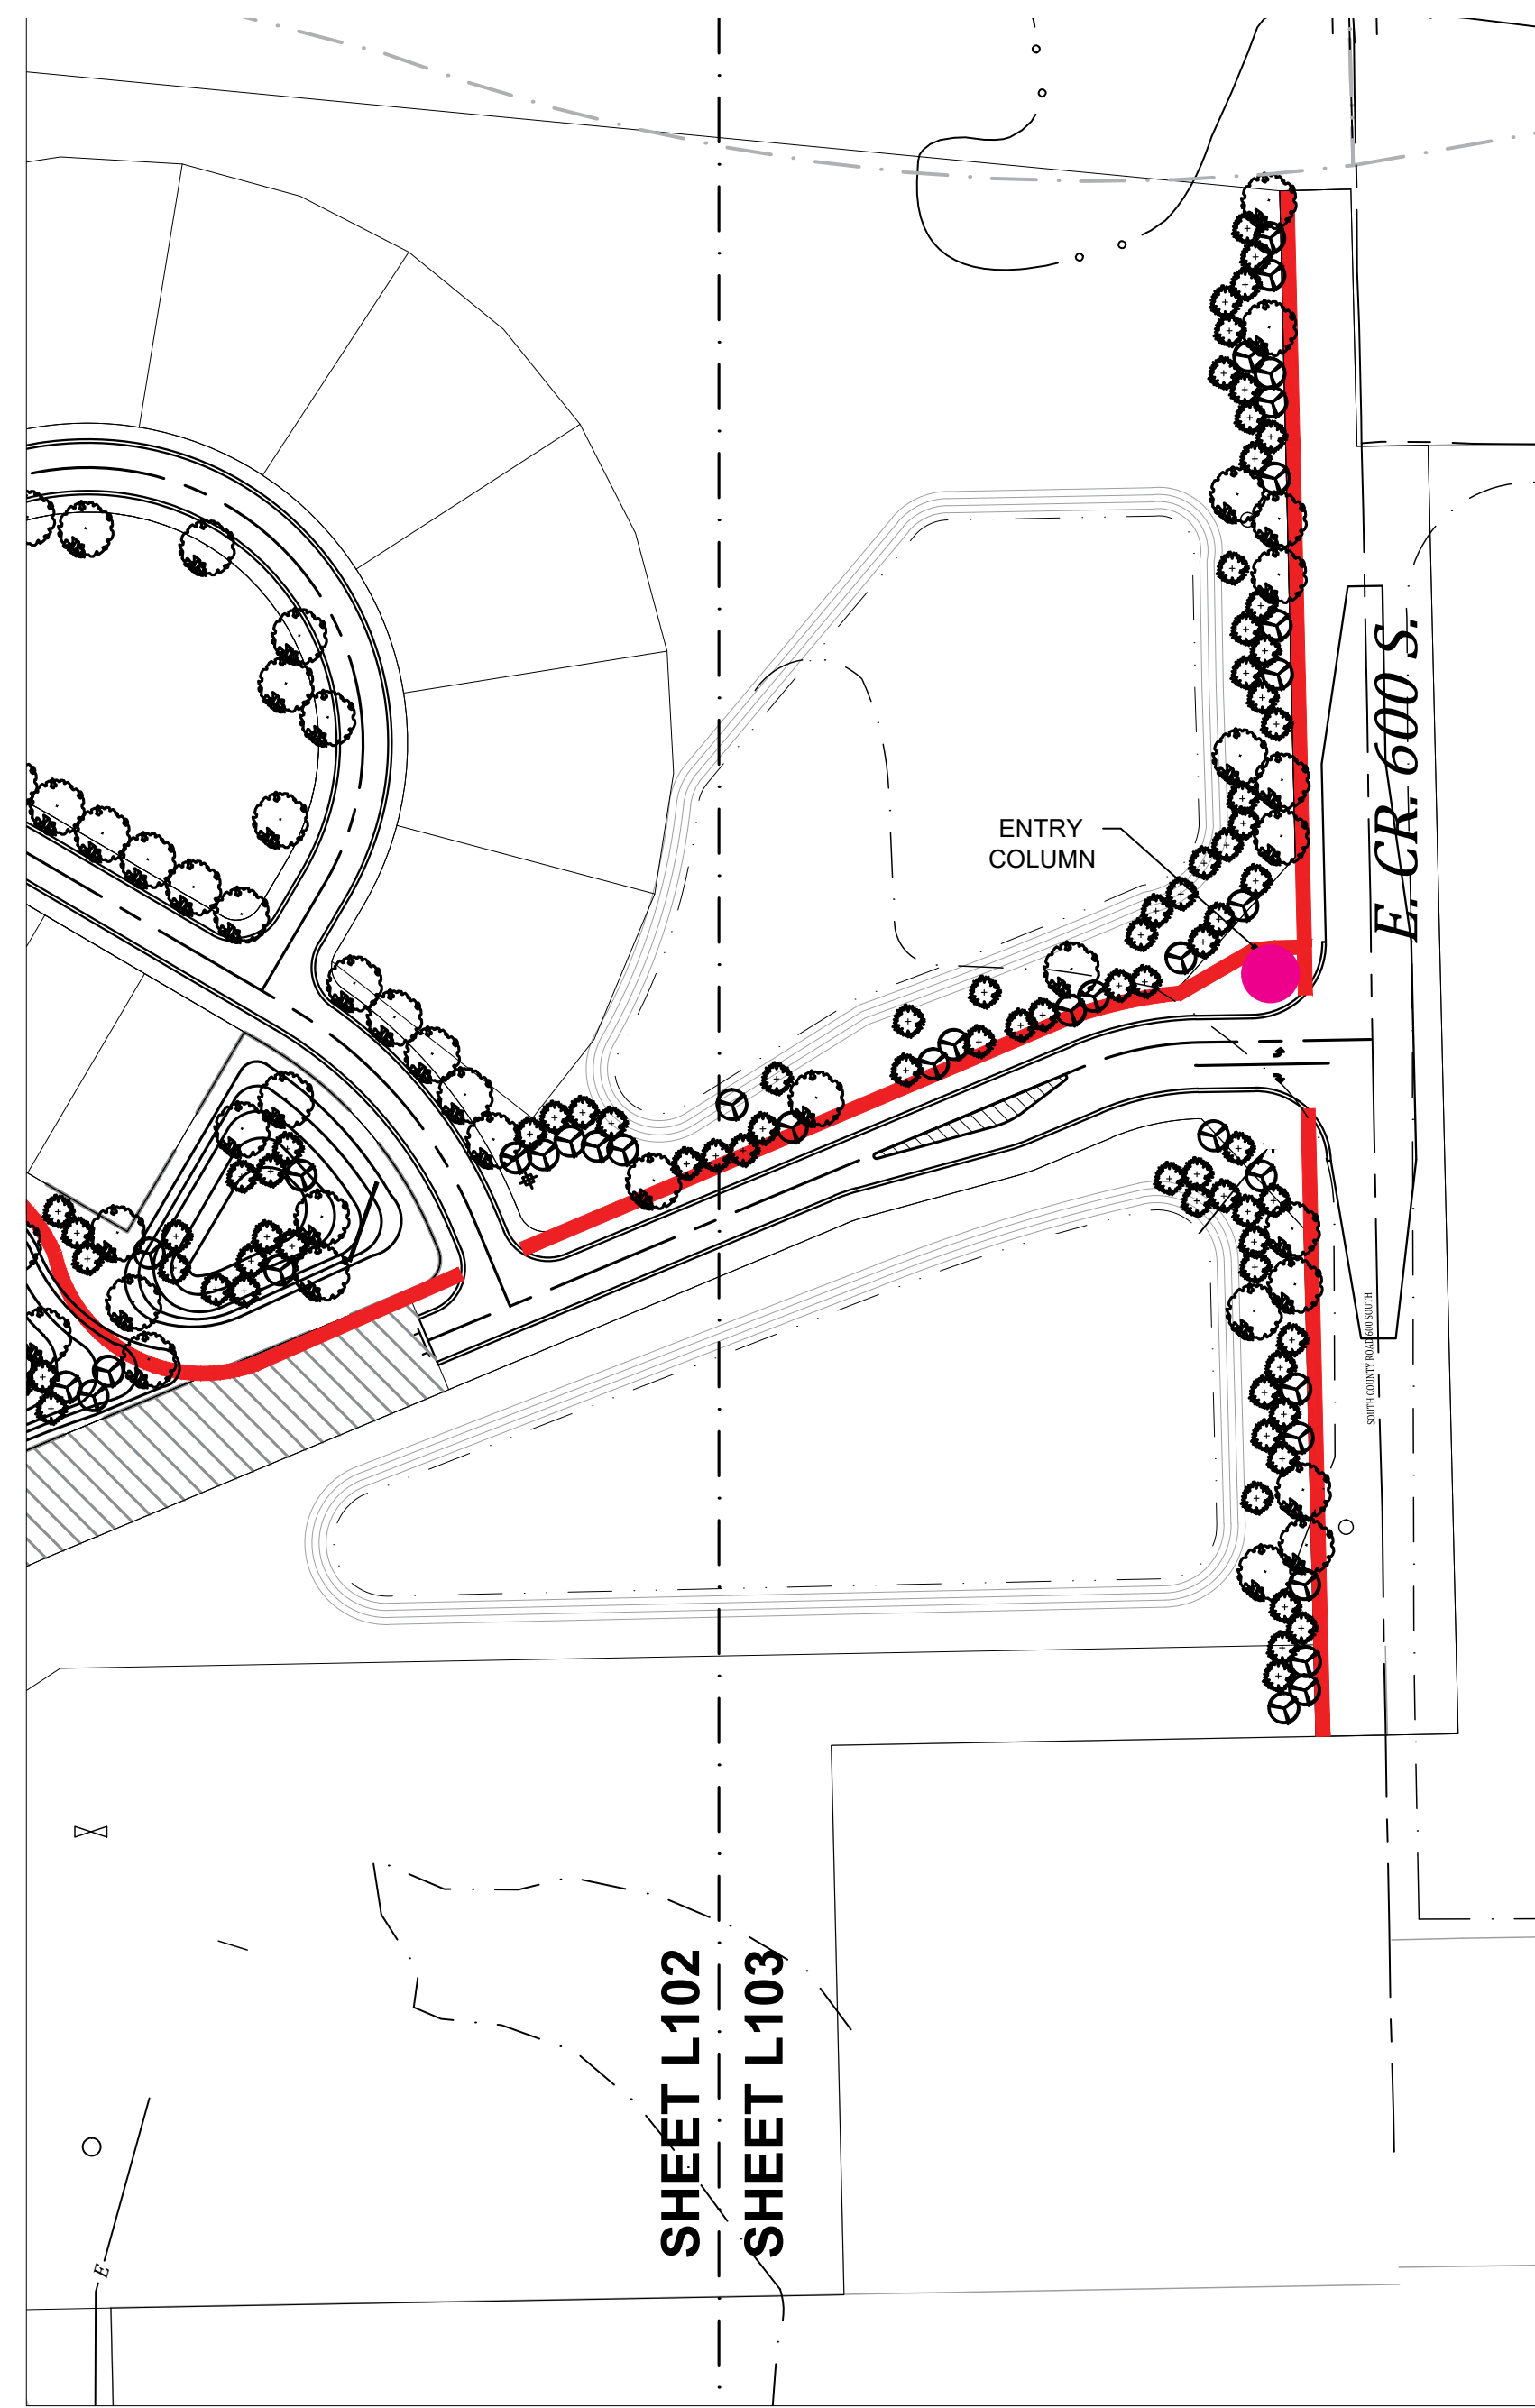 ENTRY
COLUMN
E. CR. 600 S.
SOUTH COUNTY ROAD 600 SOUTH
SHEET L102
SHEET L103
E